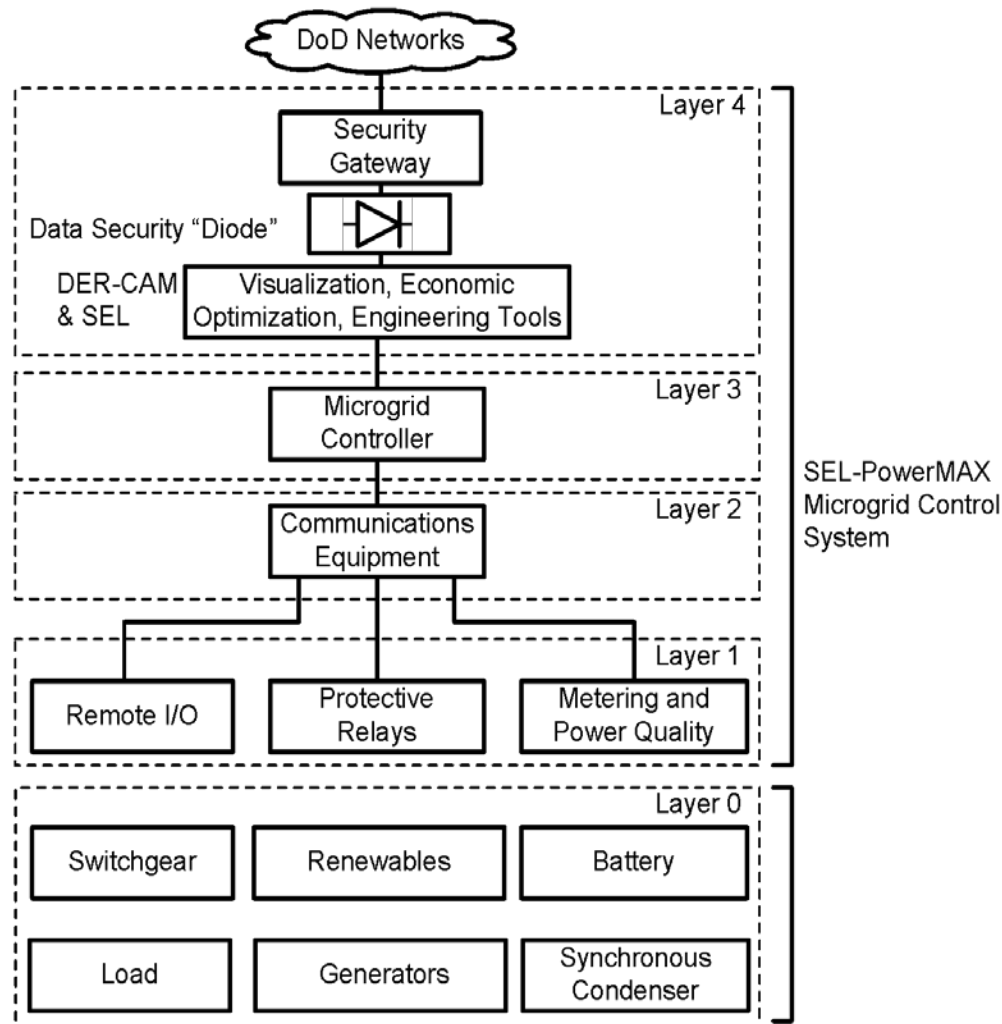 DoD Networks
Layer 4
Security
Gateway
Data Security “Diode”
DER-CAM
& SEL
Visualization, Economic
Optimization, Engineering Tools
Layer 3
Microgrid
Controller
SEL-PowerMAX
Microgrid Control
System
Layer 2
Communications
Equipment
Layer 1
Remote I/O
Protective
Relays
Metering and
Power Quality
Layer 0
Switchgear
Renewables
Battery
Load
Generators
Synchronous
Condenser